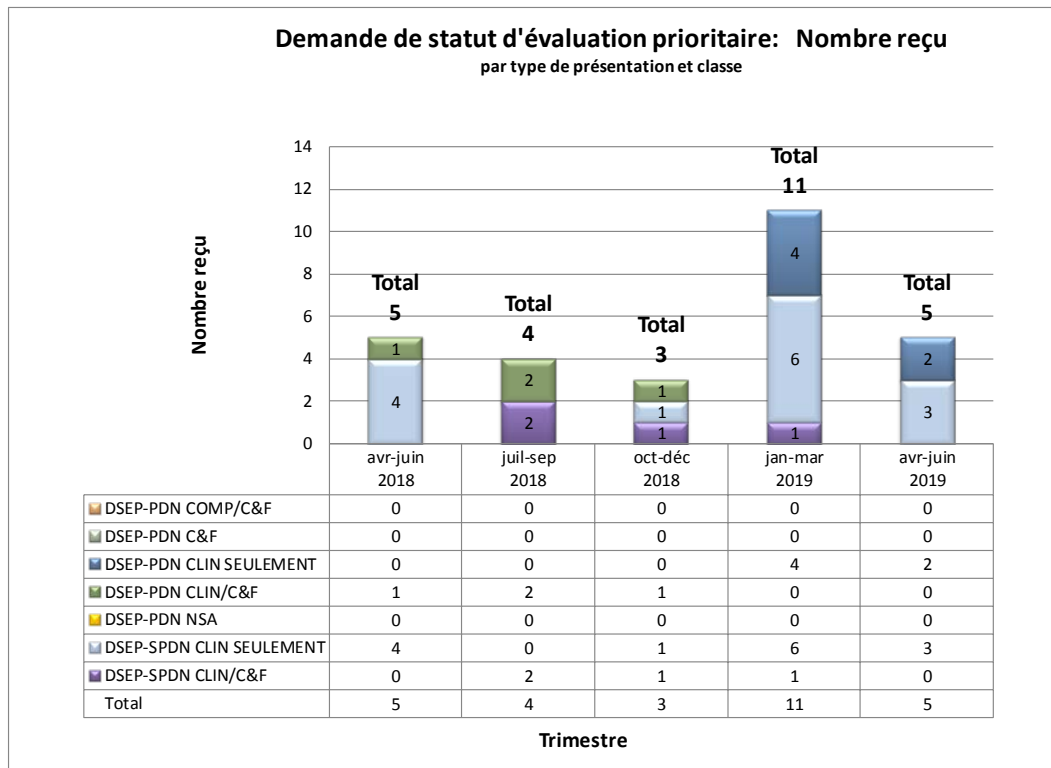 Demande de statut d'évaluation prioritaire: Nombre reçu
par type de présentation et classe
Nombre reçu
14
12
10
8
6
4
2
0
Total
5
1
4
Total
4
2
2
Total
3
1
1
1
Total
11
4
6
1
Total
5
2
3
avr-juin 2018
juil-sep 2018
oct-déc 2018
jan-mar 2019
avr-juin 2019
DSEP-PDN COMP/C&F 0 0 0 0 0
DSEP-PDN C&F 0 0 0 0 0
DSEP-PDN CLIN SEULEMENT 0 0 0 4 2
DSEP-PDN CLIN/C&F 1 2 1 0 0
DSEP-PDN NSA 0 0 0 0 0
DSEP-SPDN CLIN SEULEMENT 4 0 1 6 3
DSEP-SPDN CLIN/C&F 0 2 1 1 0
Total 5 4 3 11 5
Trimestre